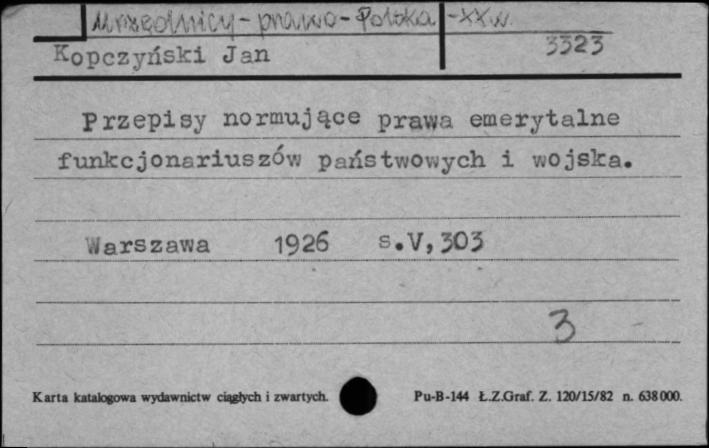 Urzędnicy - prawo - Polska - XX w.
Kopczyński Jan 3323
Przepisy normujące prawa emerytalne
funkcjonariuszów państwowych i wojska.
Warszawa 1926 s.V,303
3
Karta katalogowa wydawnictw ciągłych i zwartych. Pu-B-144 Ł.Z.Graf. Z. 120/15/82 n. 638000.